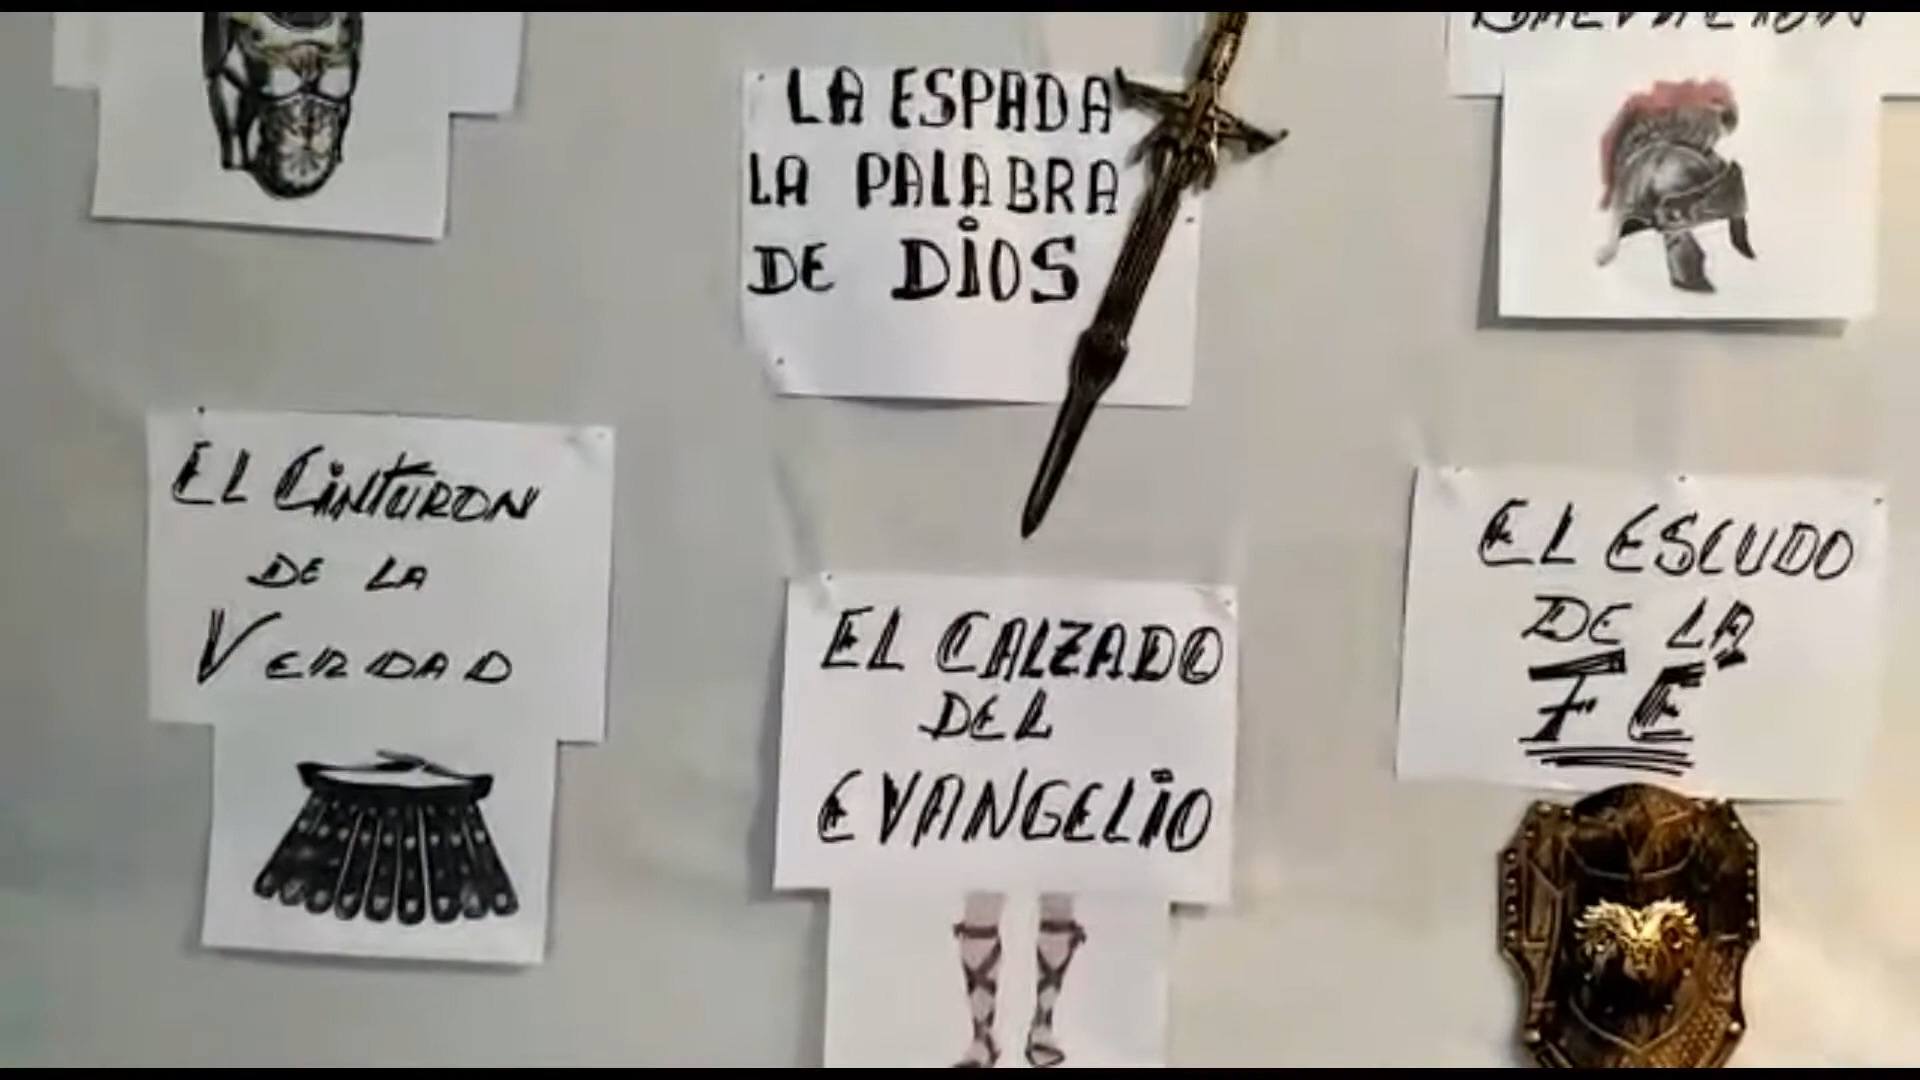 LA ESPADA
LA PALABRA
DE DiOS
EL CiNTURON
DE LA
VERDAD
EL CALZADO
DEL
EVANGELiO
EL ESCUDO
DE LA
FE